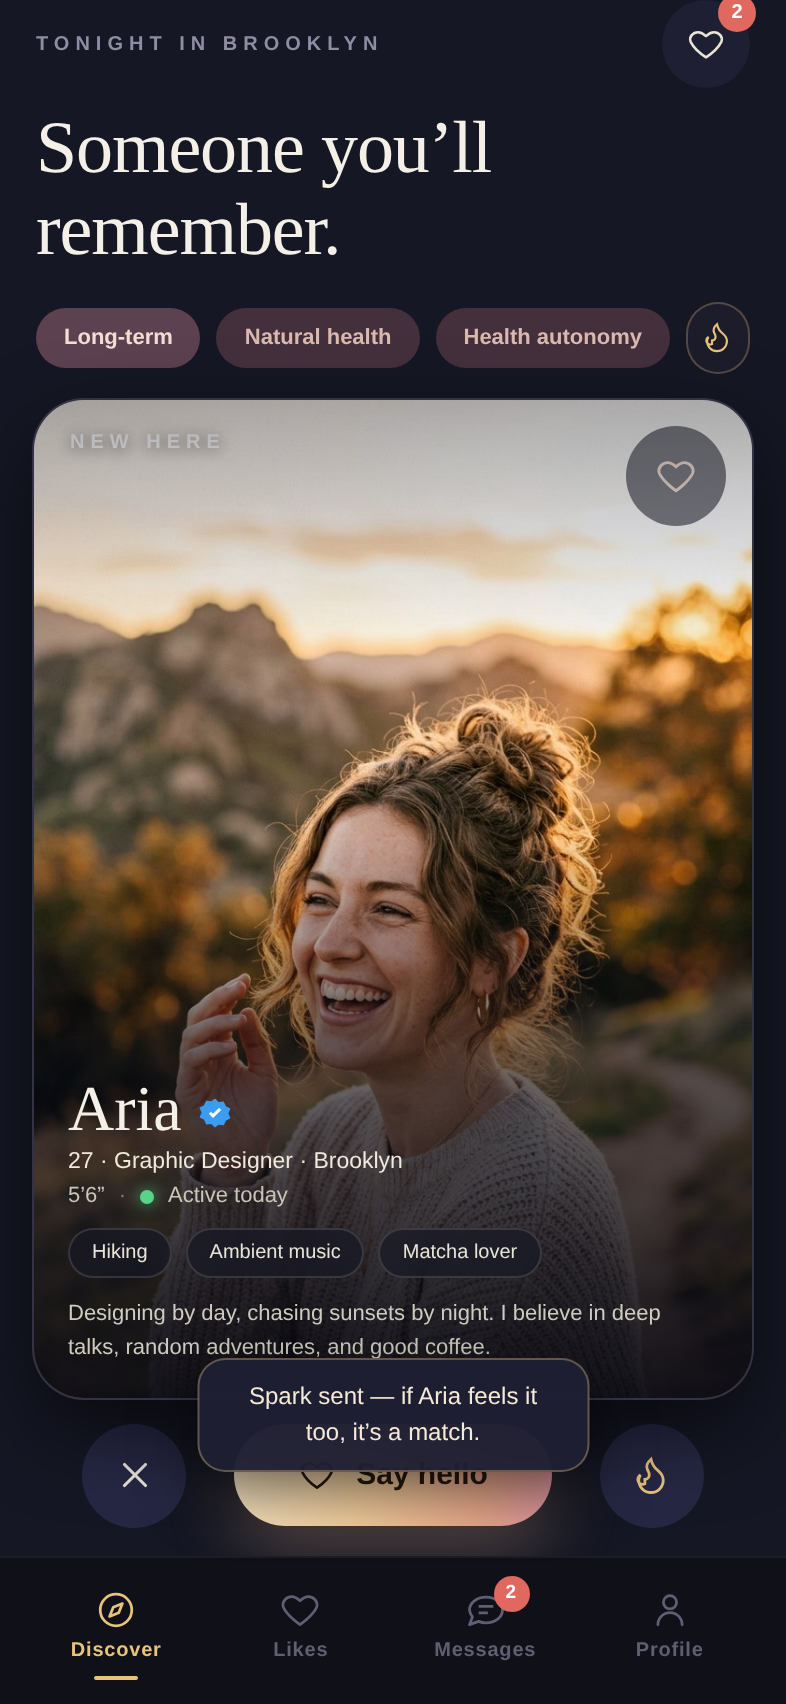 TONIGHT IN BROOKLYN
2
Someone you’ll
remember.
Long-term
Natural health
Health autonomy
NEW HERE
Aria
27 · Graphic Designer · Brooklyn
5’6” · Active today
Hiking
Ambient music
Matcha lover
Designing by day, chasing sunsets by night. I believe in deep
talks, random adventures, and good coffee.
Spark sent — if Aria feels it
too, it’s a match.
Say hello
2
Discover
Likes
Messages
Profile